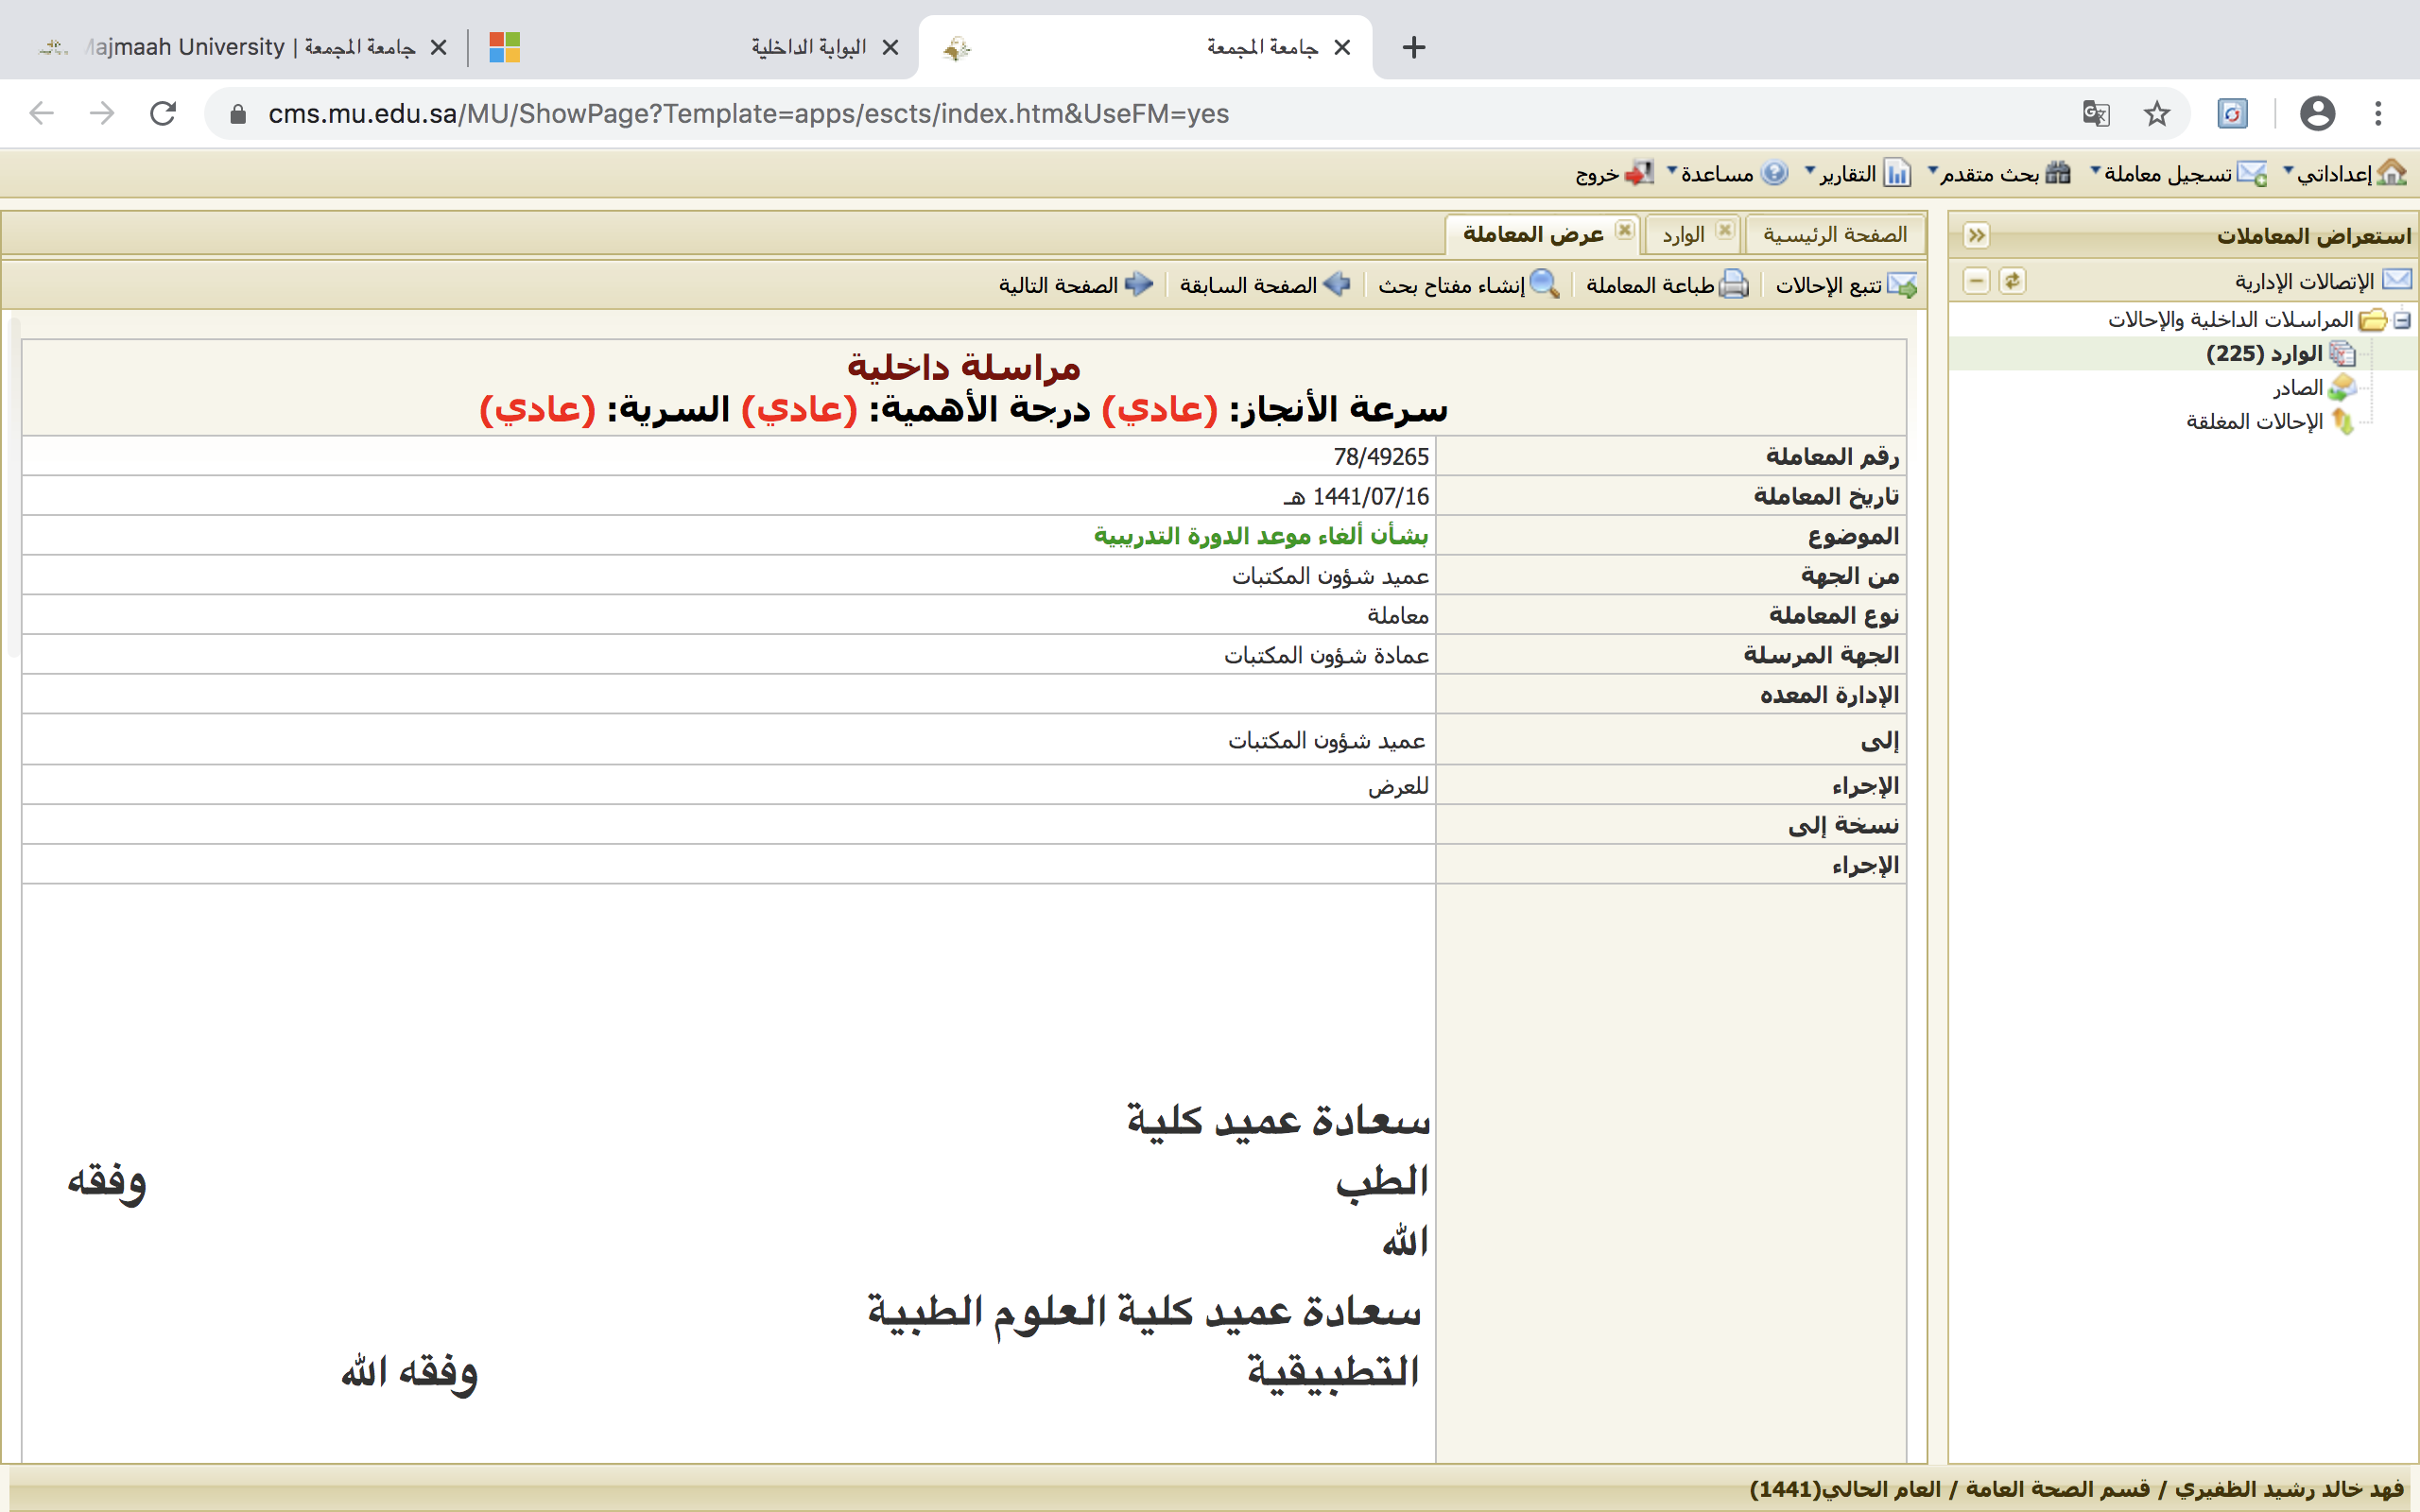 Majmaah University | جامعة المجمعة
البوابة الداخلية
جامعة المجمعة
cms.mu.edu.sa/MU/ShowPage?Template=apps/escts/index.htm&UseFM=yes
إعداداتي تسجيل معاملة بحث متقدم التقارير مساعدة خروج
استعراض المعاملات
الإتصالات الإدارية
المراسلات الداخلية والإحالات
الوارد (225)
الصادر
الإحالات المغلقة
الصفحة الرئيسية الوارد عرض المعاملة
تتبع الإحالات طباعة المعاملة إنشاء مفتاح بحث الصفحة السابقة الصفحة التالية
مراسلة داخلية
سرعة الأنجاز: (عادي) درجة الأهمية: (عادي) السرية: (عادي)
رقم المعاملة 78/49265
تاريخ المعاملة 1441/07/16 هـ
الموضوع بشأن ألغاء موعد الدورة التدريبية
من الجهة عميد شؤون المكتبات
نوع المعاملة معاملة
الجهة المرسلة عمادة شؤون المكتبات
الإدارة المعده
إلى عميد شؤون المكتبات
الإجراء للعرض
نسخة إلى
الإجراء
سعادة عميد كلية
الطب وفقه
الله
سعادة عميد كلية العلوم الطبية
التطبيقية وفقه الله
فهد خالد رشيد الظفيري / قسم الصحة العامة / العام الحالي(1441)